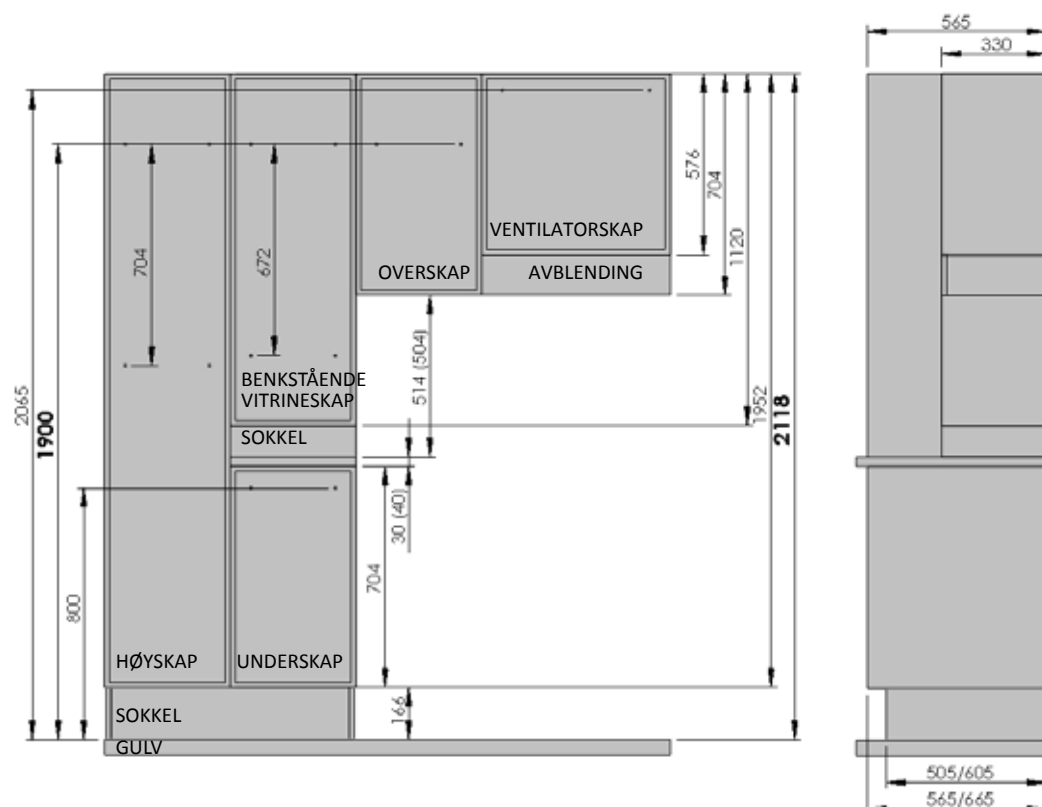 565
330
576
704
1120
VENTILATORSKAP
OVERSKAP
AVBLENDING
704
672
514 (504)
BENKSTÅENDE
VITRINESKAP
2065
1900
1952
2118
SOKKEL
30 (40)
800
704
HØYSKAP
UNDERSKAP
166
SOKKEL
GULV
505/605
565/665